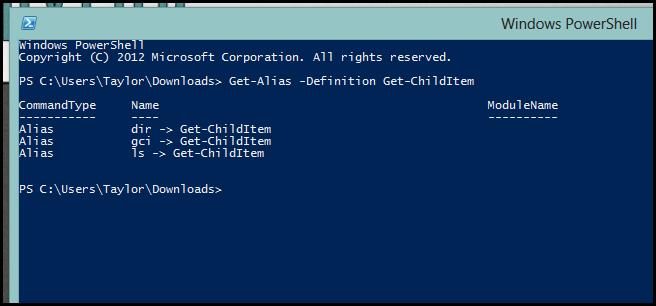 Windows PowerShell
Windows PowerShell
Copyright (C) 2012 Microsoft Corporation. All rights reserved.
PS C:\Users\Taylor\Downloads> Get-Alias -Definition Get-ChildItem
CommandType     Name                                               ModuleName
-----------     ----                                               ----------
Alias           dir -> Get-ChildItem
Alias           gci -> Get-ChildItem
Alias           ls -> Get-ChildItem
PS C:\Users\Taylor\Downloads>